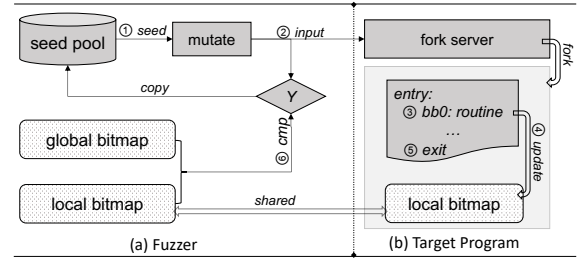 seed pool
① seed
mutate
② input
fork server
fork
copy
Y
entry:
③ bb0: routine
...
⑤ exit
④ update
global bitmap
⑥ cmp
local bitmap
shared
local bitmap
(a) Fuzzer
(b) Target Program